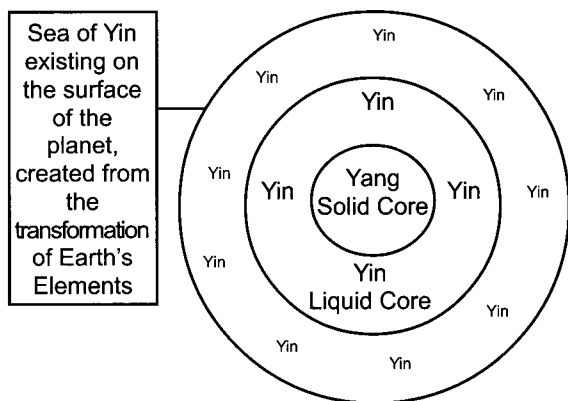 Sea of Yin
existing on
the surface
of the
planet,
created from
the
transformation
of Earth's
Elements
Yin
Yin
Yin
Yin
Yin
Yin
Yin
Yang
Yin
Yin
Solid Core
Yin
Yin
Liquid Core
Yin
Yin
Yin